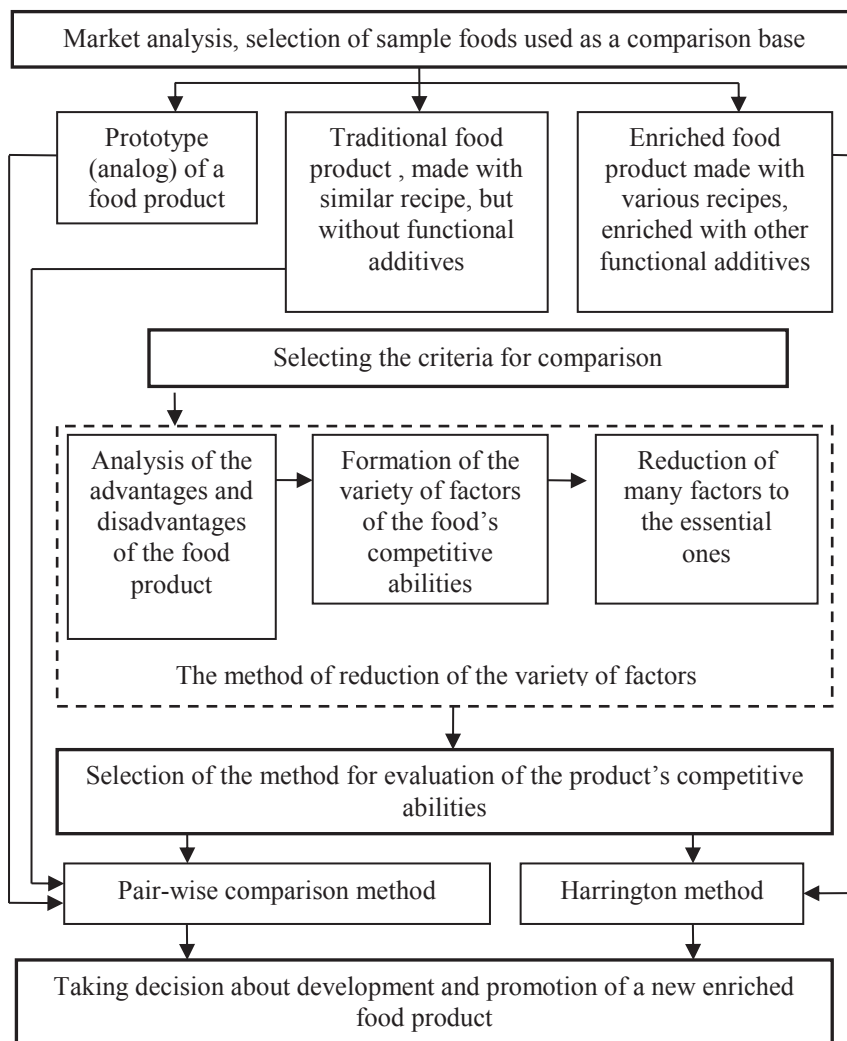 Market analysis, selection of sample foods used as a comparison base
Prototype
(analog) of a
food product
Traditional food
product , made with
similar recipe, but
without functional
additives
Enriched food
product made with
various recipes,
enriched with other
functional additives
Selecting the criteria for comparison
Analysis of the
advantages and
disadvantages
of the food
product
Formation of the
variety of factors
of the food’s
competitive
abilities
Reduction of
many factors to
the essential
ones
The method of reduction of the variety of factors
Selection of the method for evaluation of the product’s competitive
abilities
Pair-wise comparison method
Harrington method
Taking decision about development and promotion of a new enriched
food product